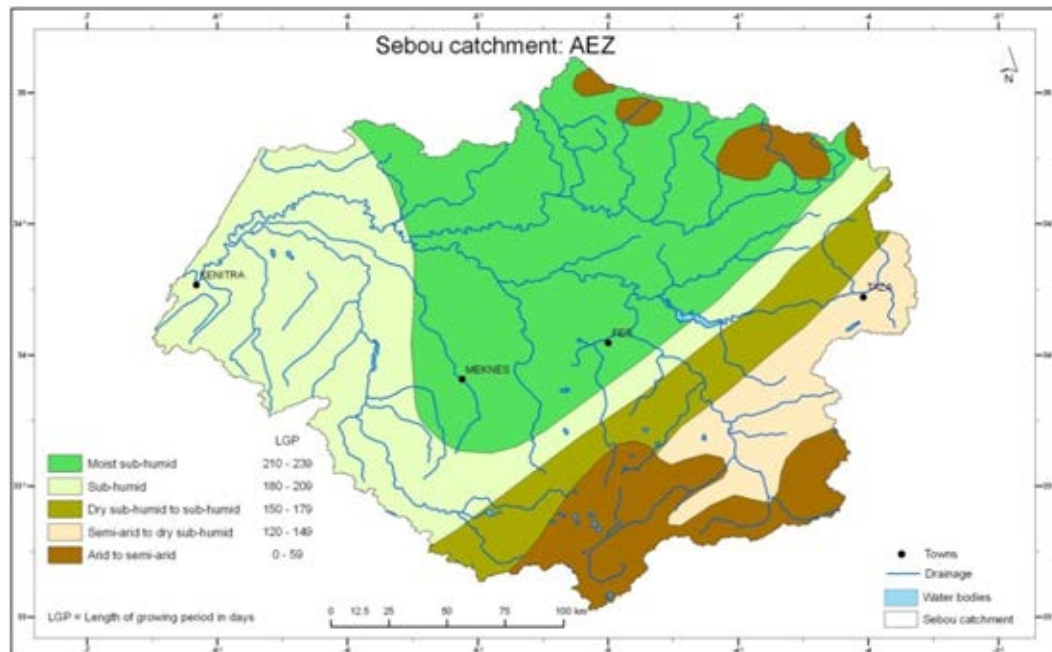 Sebou catchment: AEZ
N
KENITRA
TAZA
FES
MEKNES
LGP
Moist sub-humid 210 - 239
Sub-humid 180 - 209
Dry sub-humid to sub-humid 150 - 179
Semi-arid to dry sub-humid 120 - 149
Arid to semi-arid 0 - 59
LGP = Length of growing period in days
0 12.5 25 50 75 100 km
Towns
Drainage
Water bodies
Sebou catchment